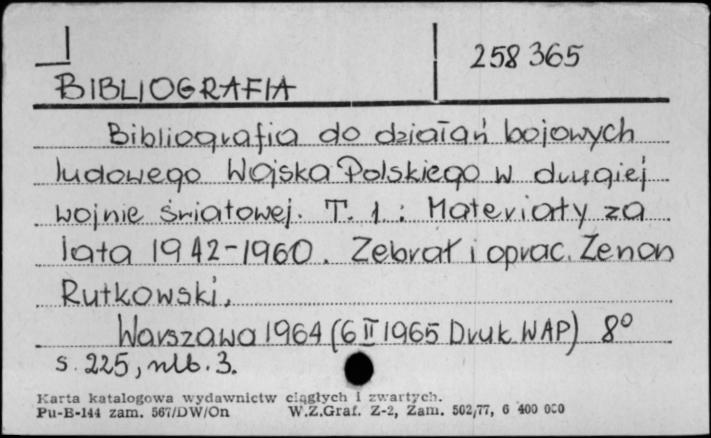 258 365
BIBLIOGRAFIA
Bibliografia do działań bojowych
ludowego Wojska Polskiego w drugiej
wojnie światowej. T. 1 : Materiały za
lata 1942-1960. Zebrał i oprac. Zenon
Rutkowski.
Warszawa 1964 (6 II 1965 Druk. WAP) 8°
s. 225, nlb. 3.
Karta katalogowa wydawnictw ciągłych i zwartych.
Pu-B-144 zam. 567/DW/On W.Z.Graf. Z-2, Zam. 502/77, 6 400 000